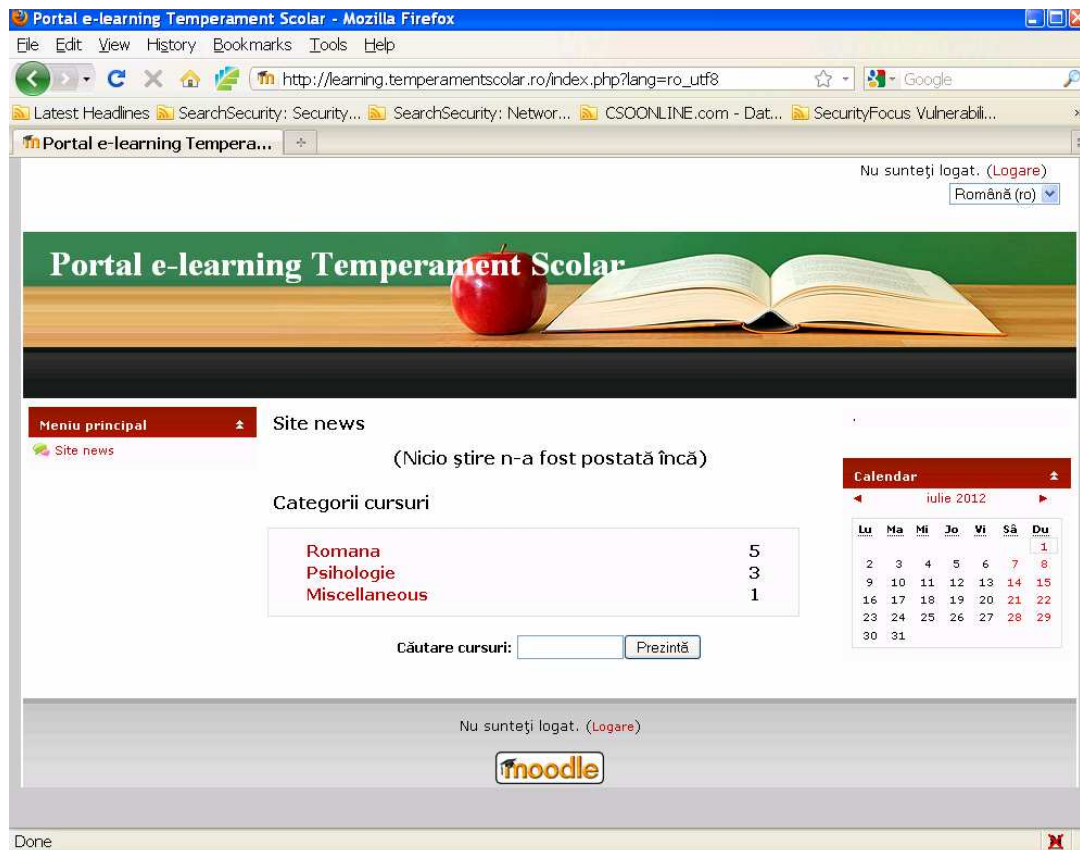 Portal e-learning Temperament Scolar - Mozilla Firefox
File Edit View History Bookmarks Tools Help
http://learning.temperamentscolar.ro/index.php?lang=ro_utf8 Google
Latest Headlines SearchSecurity: Security... SearchSecurity: Networ... CSOONLINE.com - Dat... SecurityFocus Vulnerabili...
Portal e-learning Tempera...
Nu sunteţi logat. (Logare)
Română (ro)
Portal e-learning Temperament Scolar
Meniu principal
Site news
Site news
(Nicio ştire n-a fost postată încă)
Categorii cursuri
Romana 5
Psihologie 3
Miscellaneous 1
Căutare cursuri: Prezintă
Calendar
◄ iulie 2012 ►
Lu Ma Mi Jo Vi Sâ Du
1
2 3 4 5 6 7 8
9 10 11 12 13 14 15
16 17 18 19 20 21 22
23 24 25 26 27 28 29
30 31
Nu sunteţi logat. (Logare)
moodle
Done